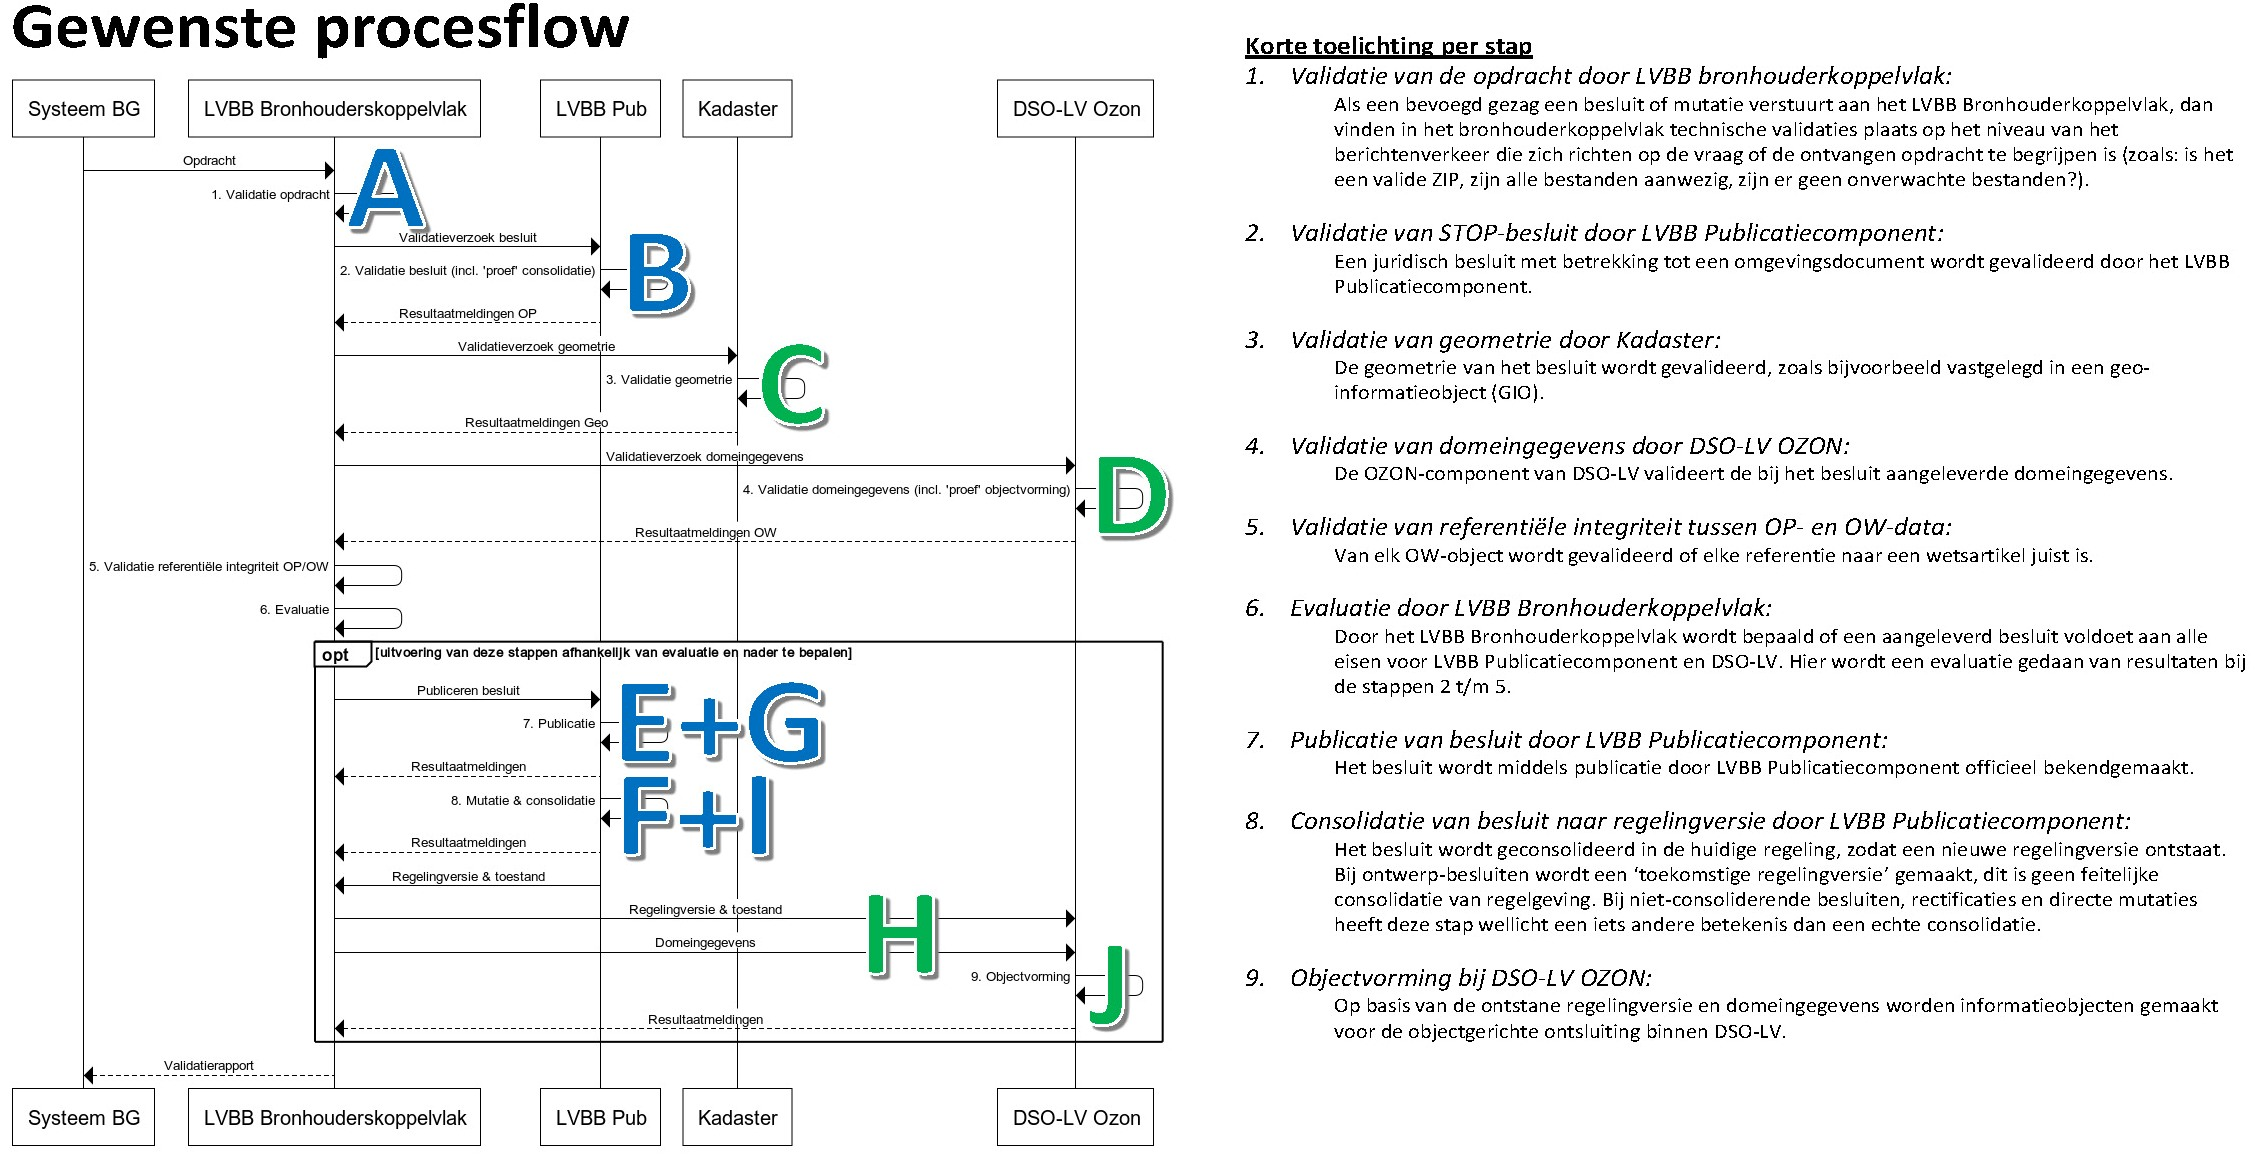 Gewenste procesflow
Systeem BG
LVBB Bronhouderskoppelvlak
LVBB Pub
Kadaster
DSO-LV Ozon
Opdracht
A
1. Validatie opdracht
Validatieverzoek besluit
B
2. Validatie besluit (incl. 'proef' consolidatie)
Resultaatmeldingen OP
Validatieverzoek geometrie
C
3. Validatie geometrie
Resultaatmeldingen Geo
Validatieverzoek domeingegevens
D
4. Validatie domeingegevens (incl. 'proef' objectvorming)
Resultaatmeldingen OW
5. Validatie referentiële integriteit OP/OW
6. Evaluatie
opt [uitvoering van deze stappen afhankelijk van evaluatie en nader te bepalen]
Publiceren besluit
E+G
7. Publicatie
Resultaatmeldingen
F+I
8. Mutatie & consolidatie
Resultaatmeldingen
Regelingversie & toestand
Regelingversie & toestand
H
Domeingegevens
9. Objectvorming
J
Resultaatmeldingen
Validatierapport
Systeem BG
LVBB Bronhouderskoppelvlak
LVBB Pub
Kadaster
DSO-LV Ozon
Korte toelichting per stap
1. Validatie van de opdracht door LVBB bronhouderkoppelvlak:
Als een bevoegd gezag een besluit of mutatie verstuurt aan het LVBB Bronhouderkoppelvlak, dan
vinden in het bronhouderkoppelvlak technische validaties plaats op het niveau van het
berichtenverkeer die zich richten op de vraag of de ontvangen opdracht te begrijpen is (zoals: is het
een valide ZIP, zijn alle bestanden aanwezig, zijn er geen onverwachte bestanden?).
2. Validatie van STOP-besluit door LVBB Publicatiecomponent:
Een juridisch besluit met betrekking tot een omgevingsdocument wordt gevalideerd door het LVBB
Publicatiecomponent.
3. Validatie van geometrie door Kadaster:
De geometrie van het besluit wordt gevalideerd, zoals bijvoorbeeld vastgelegd in een geo-
informatieobject (GIO).
4. Validatie van domeingegevens door DSO-LV OZON:
De OZON-component van DSO-LV valideert de bij het besluit aangeleverde domeingegevens.
5. Validatie van referentiële integriteit tussen OP- en OW-data:
Van elk OW-object wordt gevalideerd of elke referentie naar een wetsartikel juist is.
6. Evaluatie door LVBB Bronhouderkoppelvlak:
Door het LVBB Bronhouderkoppelvlak wordt bepaald of een aangeleverd besluit voldoet aan alle
eisen voor LVBB Publicatiecomponent en DSO-LV. Hier wordt een evaluatie gedaan van resultaten bij
de stappen 2 t/m 5.
7. Publicatie van besluit door LVBB Publicatiecomponent:
Het besluit wordt middels publicatie door LVBB Publicatiecomponent officieel bekendgemaakt.
8. Consolidatie van besluit naar regelingversie door LVBB Publicatiecomponent:
Het besluit wordt geconsolideerd in de huidige regeling, zodat een nieuwe regelingversie ontstaat.
Bij ontwerp-besluiten wordt een ‘toekomstige regelingversie’ gemaakt, dit is geen feitelijke
consolidatie van regelgeving. Bij niet-consoliderende besluiten, rectificaties en directe mutaties
heeft deze stap wellicht een iets andere betekenis dan een echte consolidatie.
9. Objectvorming bij DSO-LV OZON:
Op basis van de ontstane regelingversie en domeingegevens worden informatieobjecten gemaakt
voor de objectgerichte ontsluiting binnen DSO-LV.